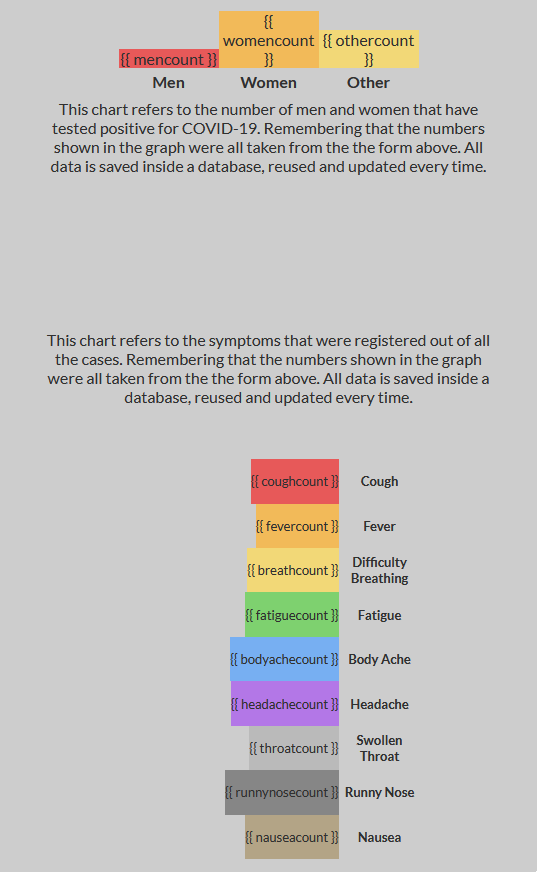 {{
womencount
}}
{{ othercount
}}
{{ mencount }}
Men Women Other
This chart refers to the number of men and women that have
tested positive for COVID-19. Remembering that the numbers
shown in the graph were all taken from the the form above. All
data is saved inside a database, reused and updated every time.
This chart refers to the symptoms that were registered out of all
the cases. Remembering that the numbers shown in the graph
were all taken from the the form above. All data is saved inside a
database, reused and updated every time.
{{ coughcount }} Cough
{{ fevercount }} Fever
{{ breathcount }} Difficulty
Breathing
{{ fatiguecount }} Fatigue
{{ bodyachecount }} Body Ache
{{ headachecount }} Headache
{{ throatcount }} Swollen
Throat
{{ runnynosecount }} Runny Nose
{{ nauseacount }} Nausea